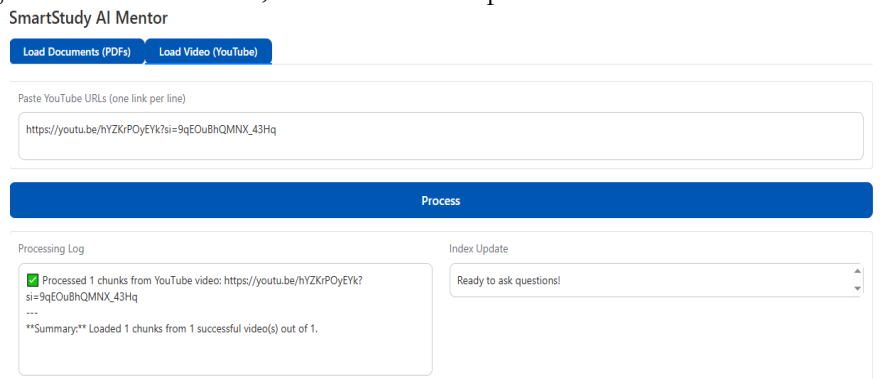 SmartStudy AI Mentor
Load Documents (PDFs)
Load Video (YouTube)
Paste YouTube URLs (one link per line)
https://youtu.be/hYZKrPOyEYk?si=9qEOuBhQMNX_43Hq
Process
Processing Log
✅ Processed 1 chunks from YouTube video: https://youtu.be/hYZKrPOyEYk?
si=9qEOuBhQMNX_43Hq
---
**Summary:** Loaded 1 chunks from 1 successful video(s) out of 1.
Index Update
Ready to ask questions!